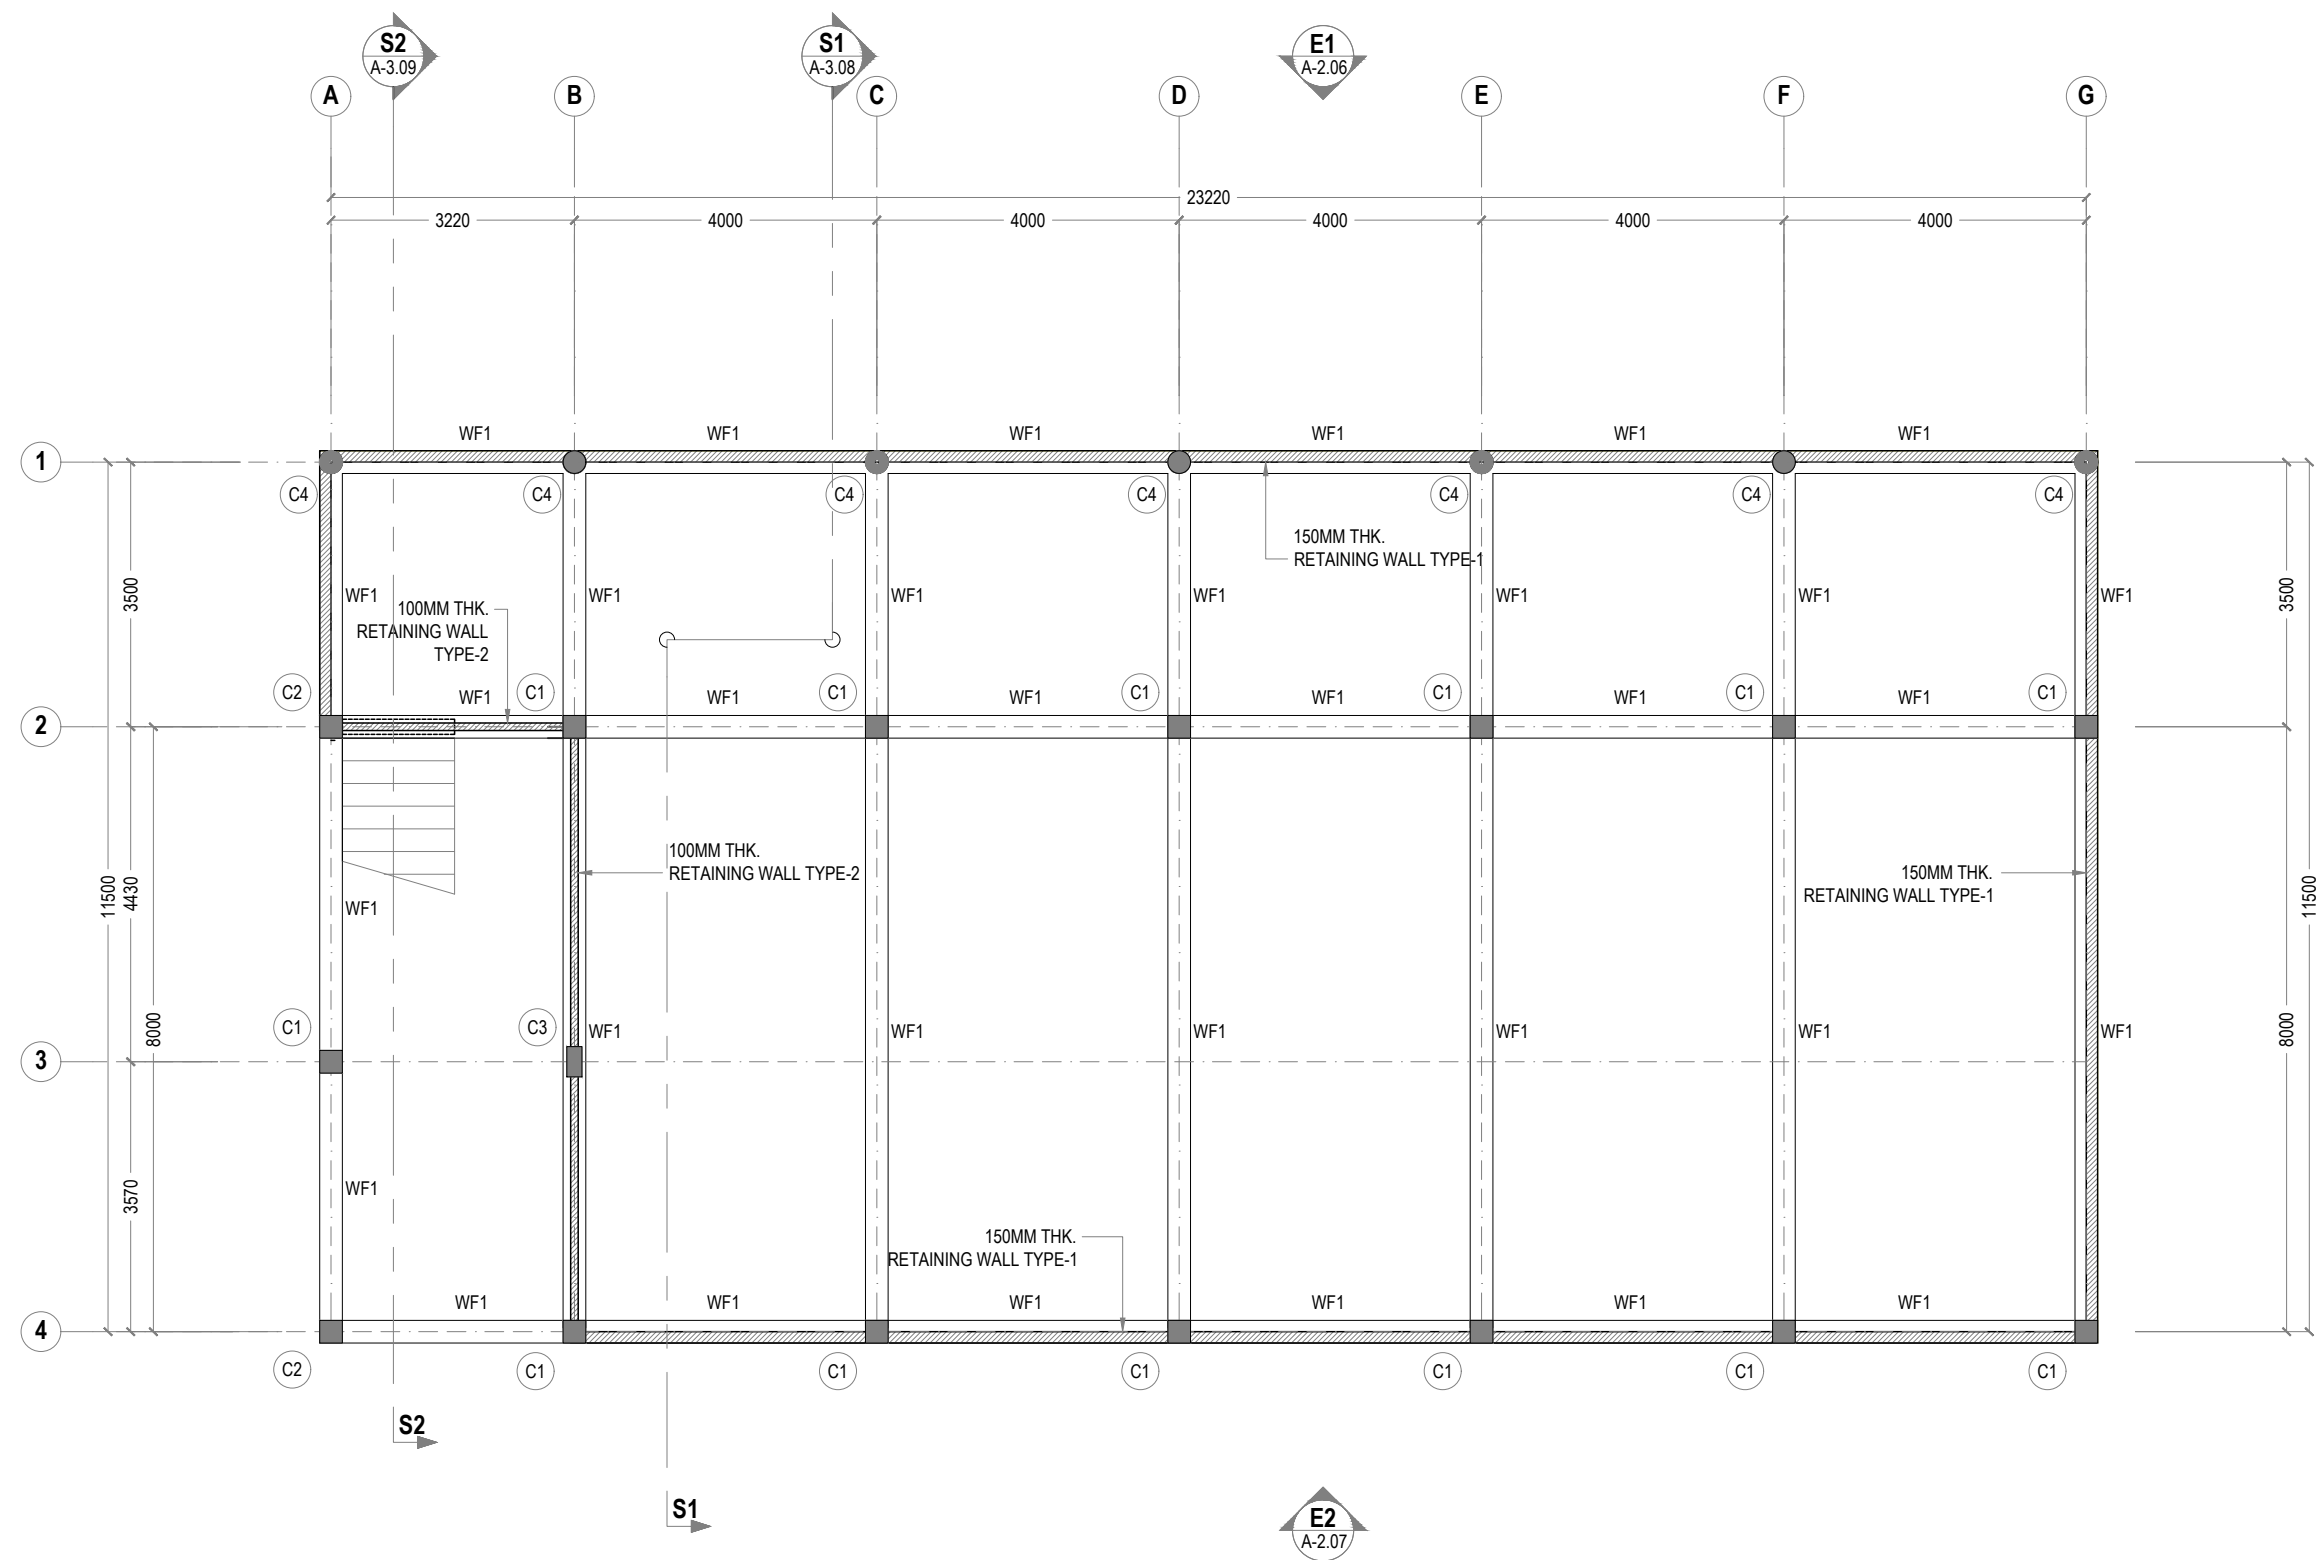 S2
A-3.09
S1
A-3.08
E1
A-2.06
A
B
C
D
E
F
G
23220
3220
4000
4000
4000
4000
4000
WF1
WF1
WF1
WF1
WF1
WF1
1
C4
C4
C4
C4
C4
C4
C4
150MM THK.
RETAINING WALL TYPE-1
3500
3500
WF1
WF1
WF1
WF1
WF1
WF1
WF1
100MM THK.
RETAINING WALL
TYPE-2
C2
WF1
C1
WF1
C1
WF1
C1
WF1
C1
WF1
C1
WF1
C1
2
100MM THK.
RETAINING WALL TYPE-2
150MM THK.
RETAINING WALL TYPE-1
11500
4430
11500
WF1
8000
8000
C1
C3
WF1
WF1
WF1
WF1
WF1
WF1
3
3570
WF1
150MM THK.
RETAINING WALL TYPE-1
WF1
WF1
WF1
WF1
WF1
WF1
4
C2
C1
C1
C1
C1
C1
C1
S2
S1
E2
A-2.07